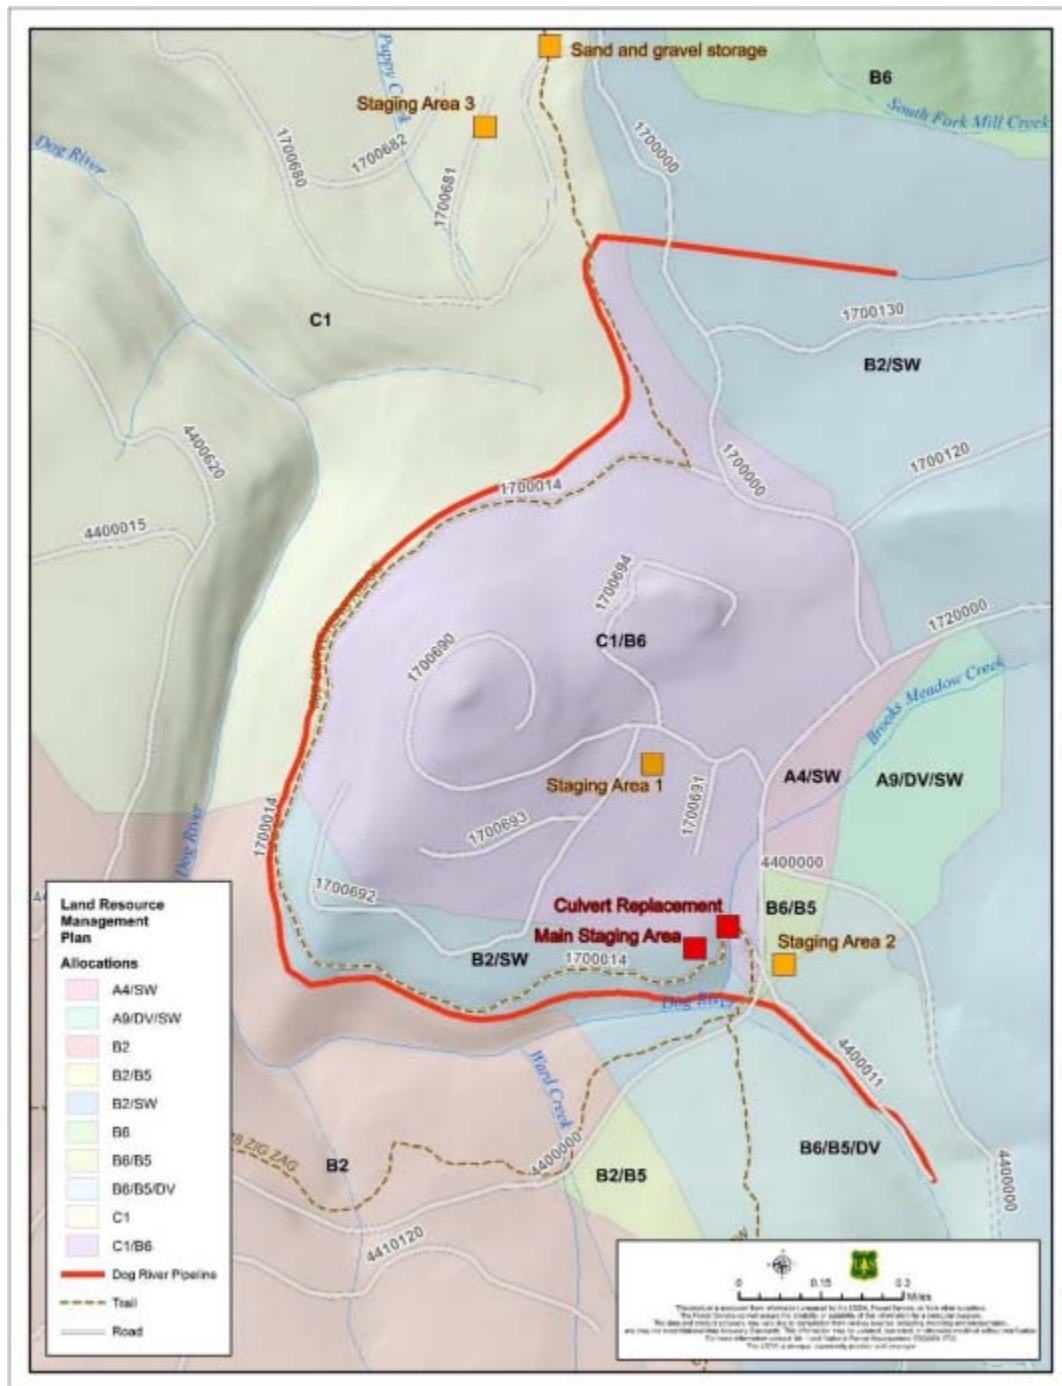 Sand and gravel storage
B6
South Fork Mill Creek
Puppy Creek
Staging Area 3
Dog River
1700680
1700682
1700681
1700000
C1
1700130
B2/SW
4400620
1700120
1700000
1700014
4400015
1700694
C1/B6
1700690
1720000
Brooks Meadow Creek
A4/SW
A9/DV/SW
Staging Area 1
1700691
1700693
1700014
Dog River
4400000
1700692
Culvert Replacement
B6/B5
Main Staging Area
Staging Area 2
B2/SW
1700014
Dog River
Ward Creek
4400011
B6/B5/DV
ZIG ZAG
B2
4400000
B2/B5
4400000
4410120
Land Resource
Management
Plan
Allocations
A4/SW
A9/DV/SW
B2
B2/B5
B2/SW
B6
B6/B5
B6/B5/DV
C1
C1/B6
Dog River Pipeline
Trail
Road
U S
0 0.15 0.3
Miles